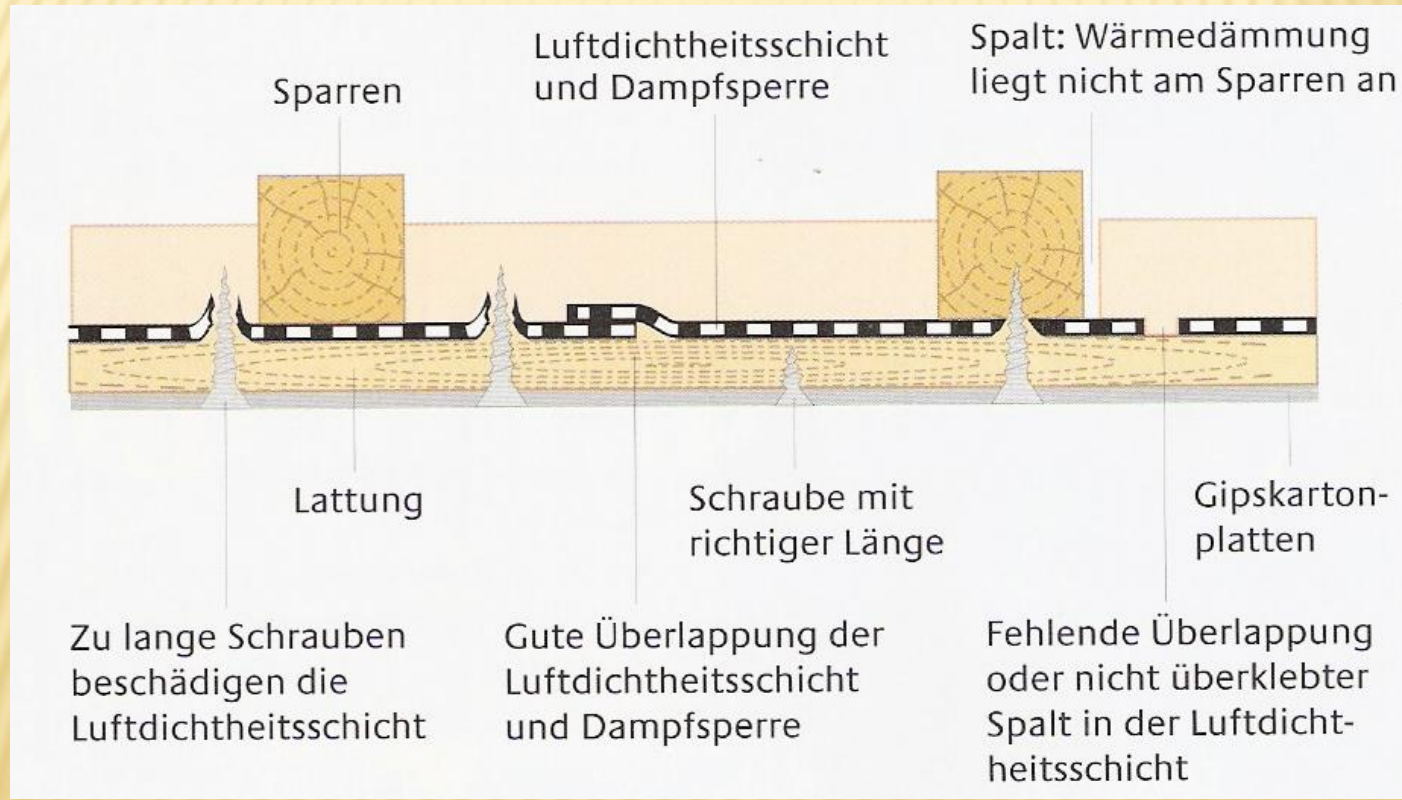 Sparren
Luftdichtheitsschicht
und Dampfsperre
Spalt: Wärmedämmung
liegt nicht am Sparren an
Lattung
Schraube mit
richtiger Länge
Gipskarton-
platten
Zu lange Schrauben
beschädigen die
Luftdichtheitsschicht
Gute Überlappung der
Luftdichtheitsschicht
und Dampfsperre
Fehlende Überlappung
oder nicht überklebter
Spalt in der Luftdicht-
heitsschicht